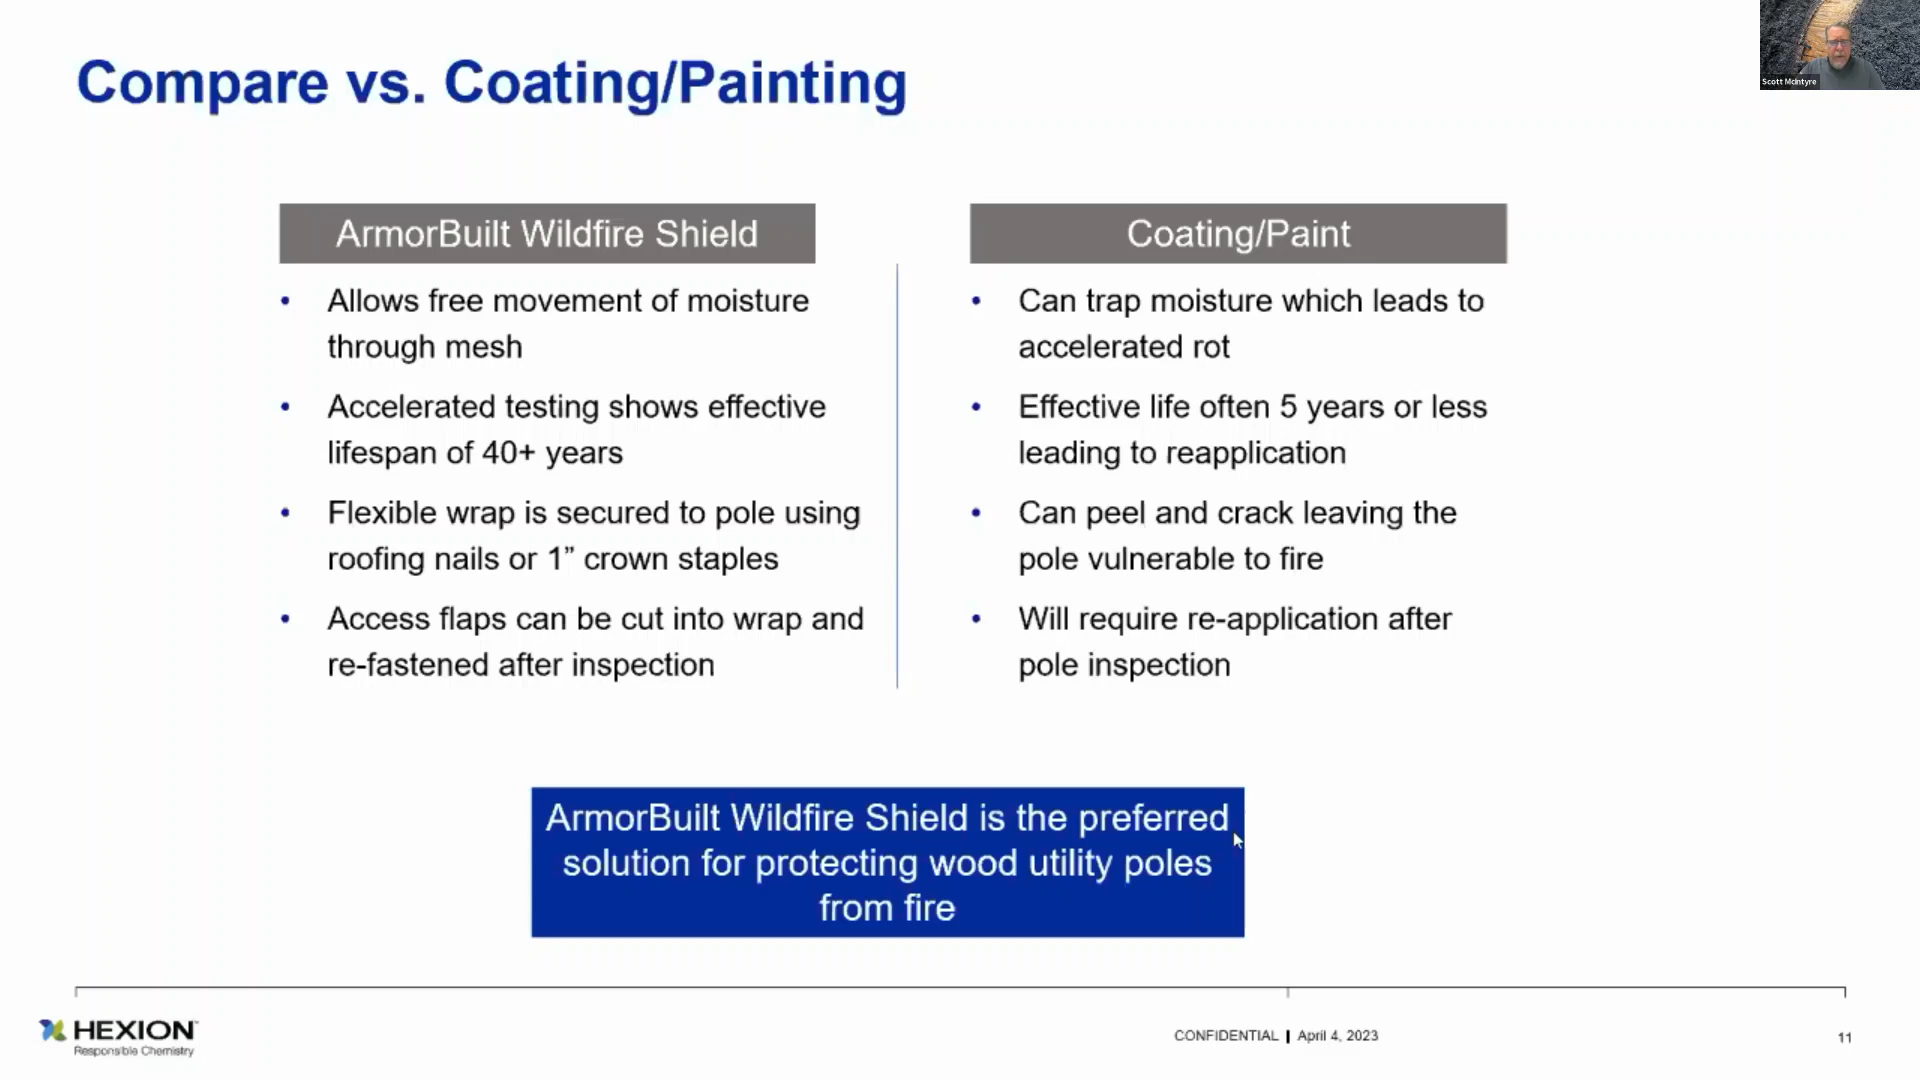 Compare vs. Coating/Painting
Scott McIntyre
ArmorBuilt Wildfire Shield
• Allows free movement of moisture
through mesh
• Accelerated testing shows effective
lifespan of 40+ years
• Flexible wrap is secured to pole using
roofing nails or 1” crown staples
• Access flaps can be cut into wrap and
re-fastened after inspection
Coating/Paint
• Can trap moisture which leads to
accelerated rot
• Effective life often 5 years or less
leading to reapplication
• Can peel and crack leaving the
pole vulnerable to fire
• Will require re-application after
pole inspection
ArmorBuilt Wildfire Shield is the preferred
solution for protecting wood utility poles
from fire
HEXION™
Responsible Chemistry
CONFIDENTIAL | April 4, 2023
11